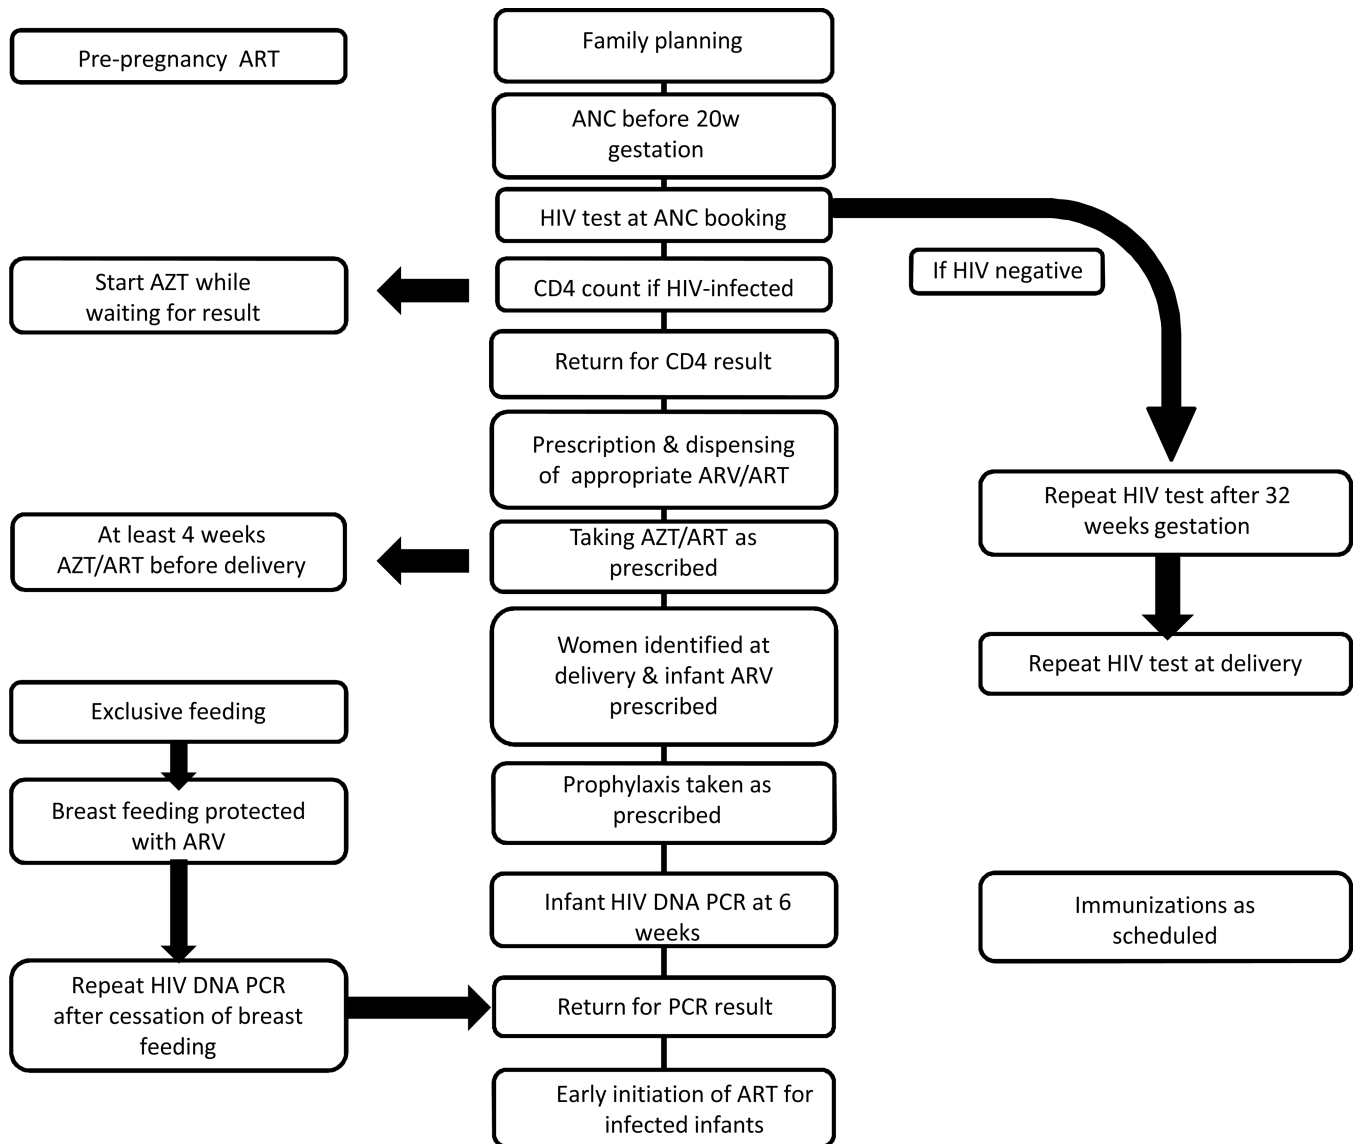 Family planning
Pre-pregnancy ART
ANC before 20w
gestation
HIV test at ANC booking
If HIV negative
CD4 count if HIV-infected
Start AZT while
waiting for result
Return for CD4 result
Prescription & dispensing
of appropriate ARV/ART
Repeat HIV test after 32
weeks gestation
At least 4 weeks
AZT/ART before delivery
Taking AZT/ART as
prescribed
Women identified at
delivery & infant ARV
prescribed
Repeat HIV test at delivery
Exclusive feeding
Breast feeding protected
with ARV
Prophylaxis taken as
prescribed
Infant HIV DNA PCR at 6
weeks
Immunizations as
scheduled
Repeat HIV DNA PCR
after cessation of breast
feeding
Return for PCR result
Early initiation of ART for
infected infants